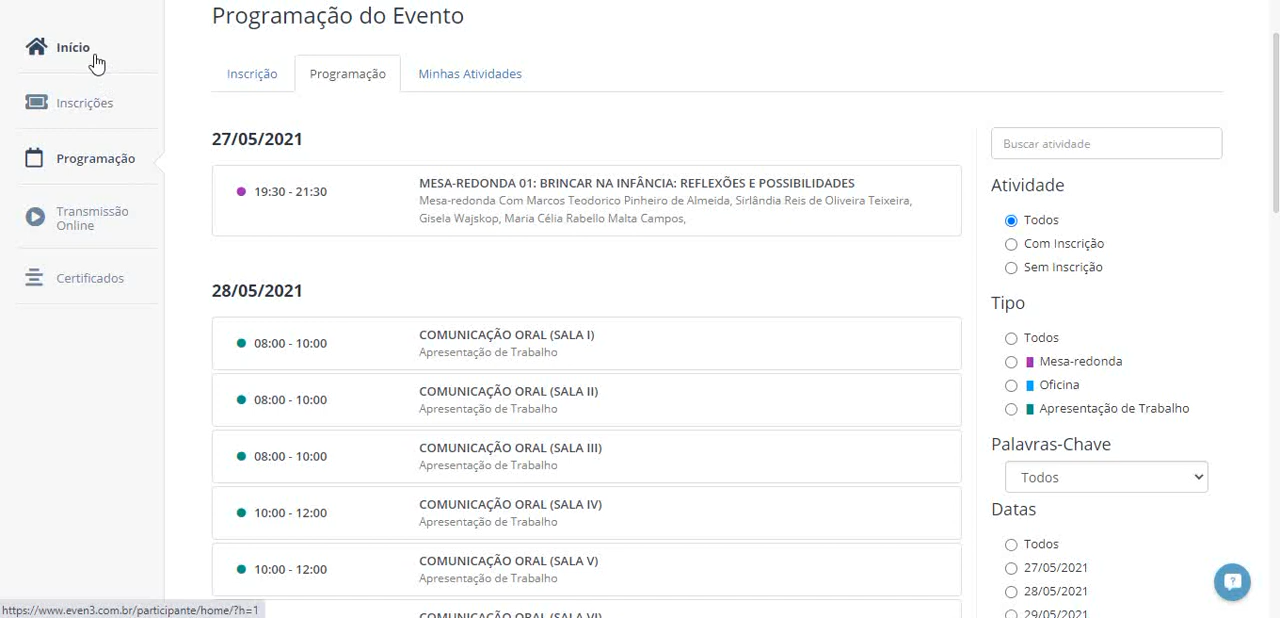 Programação do Evento
Início
Inscrições
Programação
Transmissão
Online
Certificados
Inscrição
Programação
Minhas Atividades
27/05/2021
19:30 - 21:30
MESA-REDONDA 01: BRINCAR NA INFÂNCIA: REFLEXÕES E POSSIBILIDADES
Mesa-redonda Com Marcos Teodorico Pinheiro de Almeida, Sirlândia Reis de Oliveira Teixeira,
Gisela Wajskop, Maria Célia Rabello Malta Campos,
28/05/2021
08:00 - 10:00
COMUNICAÇÃO ORAL (SALA I)
Apresentação de Trabalho
08:00 - 10:00
COMUNICAÇÃO ORAL (SALA II)
Apresentação de Trabalho
08:00 - 10:00
COMUNICAÇÃO ORAL (SALA III)
Apresentação de Trabalho
10:00 - 12:00
COMUNICAÇÃO ORAL (SALA IV)
Apresentação de Trabalho
10:00 - 12:00
COMUNICAÇÃO ORAL (SALA V)
Apresentação de Trabalho
COMUNICAÇÃO ORAL (SALA VI)
Buscar atividade
Atividade
Todos
Com Inscrição
Sem Inscrição
Tipo
Todos
Mesa-redonda
Oficina
Apresentação de Trabalho
Palavras-Chave
Todos
Datas
Todos
27/05/2021
28/05/2021
29/05/2021
https://www.even3.com.br/participante/home/?h=1